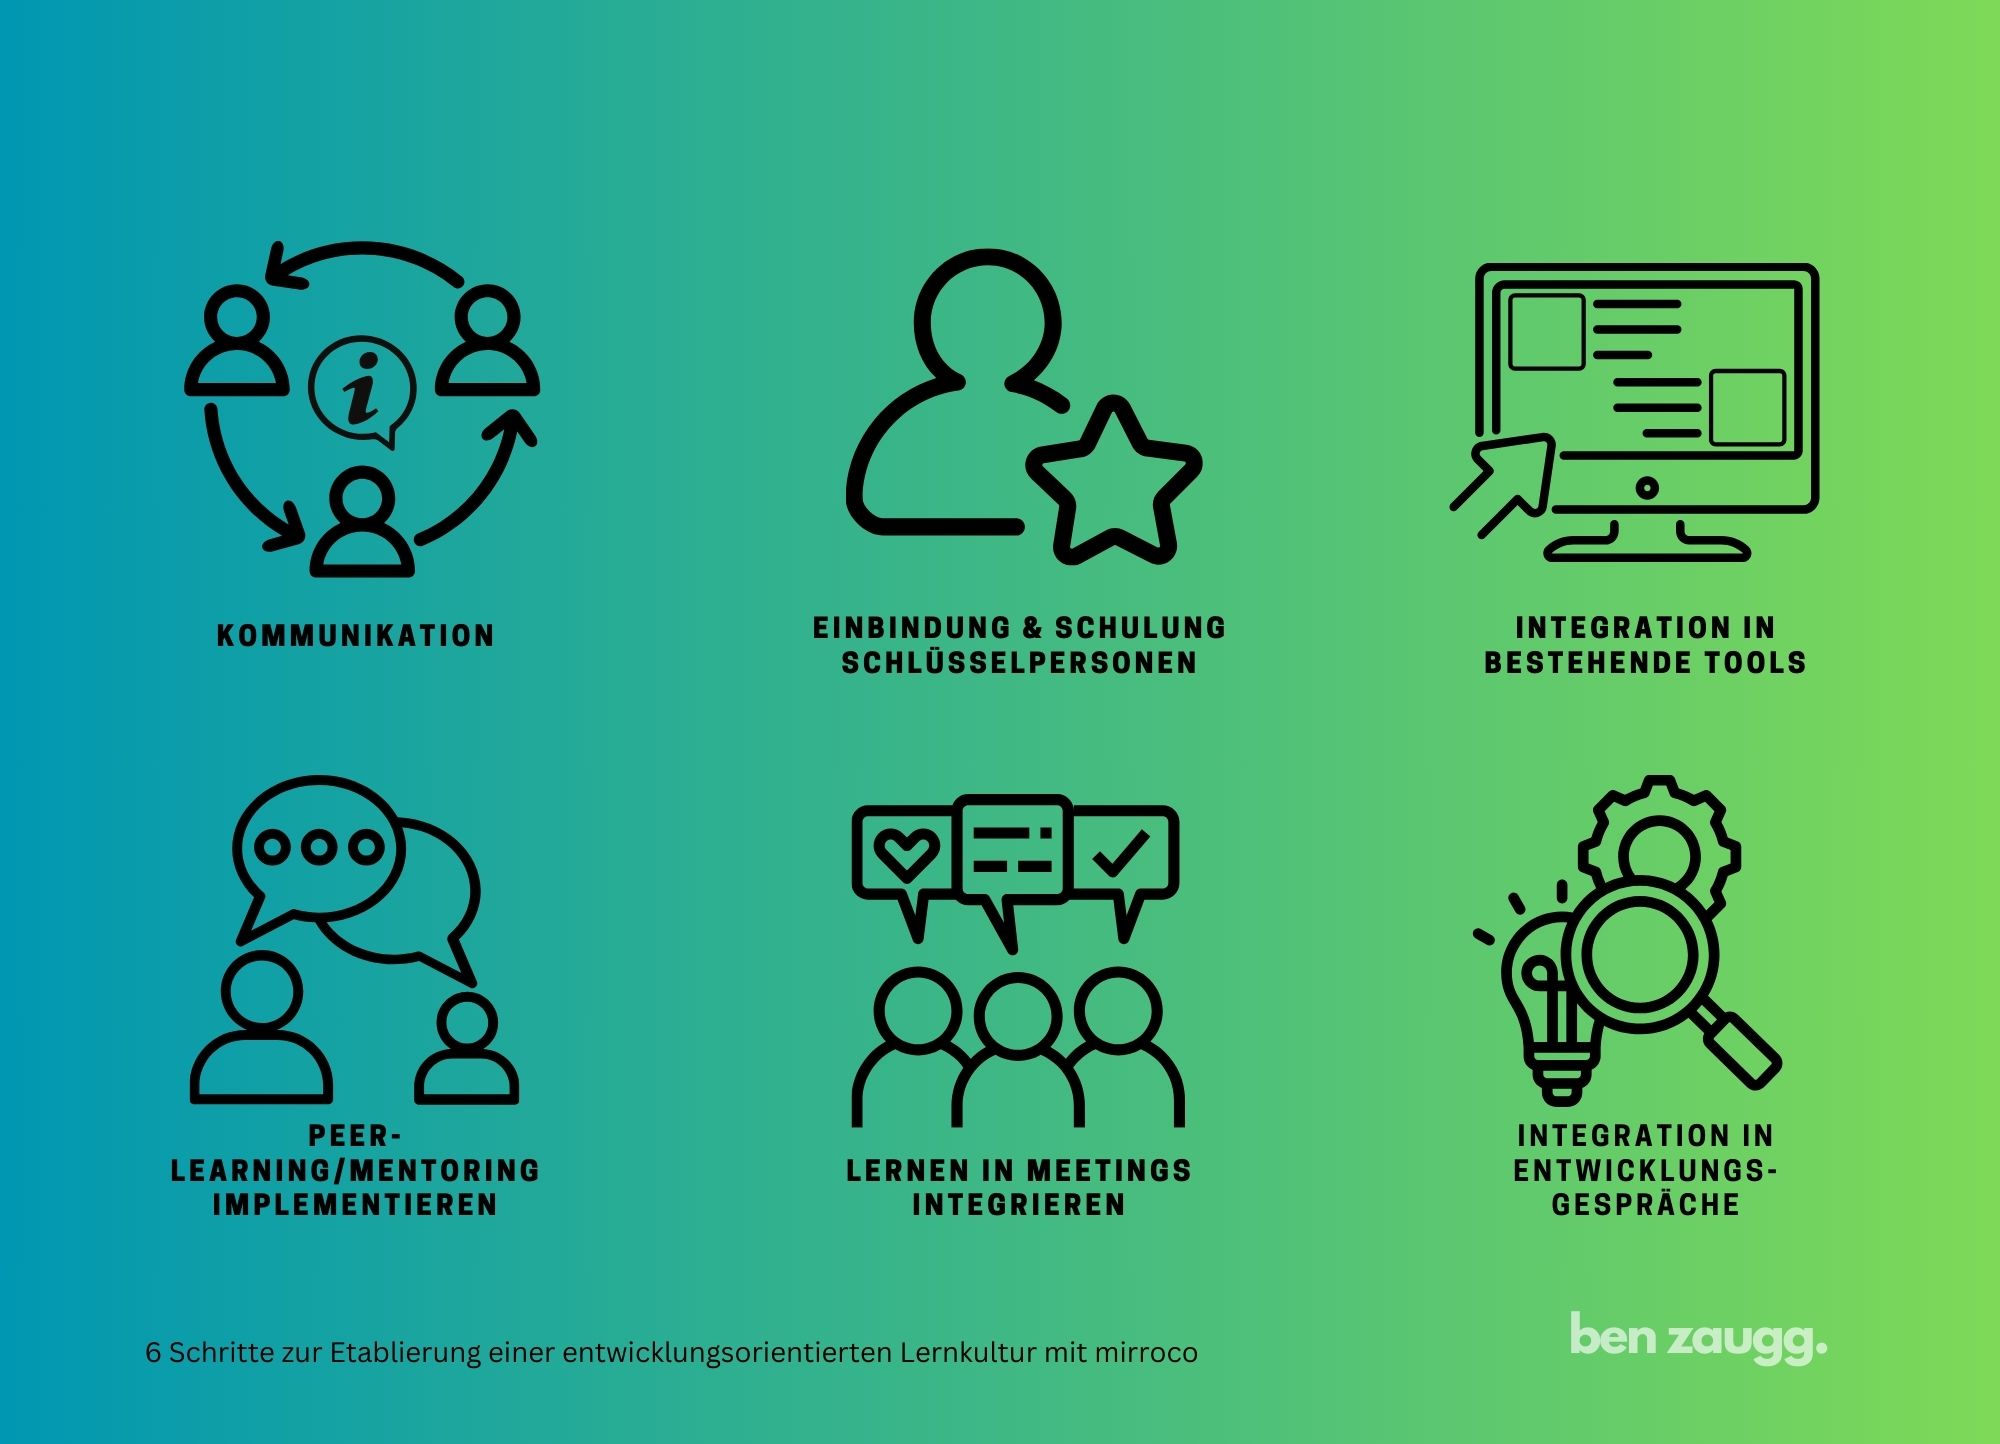 KOMMUNIKATION
EINBINDUNG & SCHULUNG
SCHLÜSSELPERSONEN
INTEGRATION IN
BESTEHENDE TOOLS
PEER-
LEARNING/MENTORING
IMPLEMENTIEREN
LERNEN IN MEETINGS
INTEGRIEREN
INTEGRATION IN
ENTWICKLUNGS-
GESPRÄCHE
6 Schritte zur Etablierung einer entwicklungsorientierten Lernkultur mit mirroco
ben zaugg.